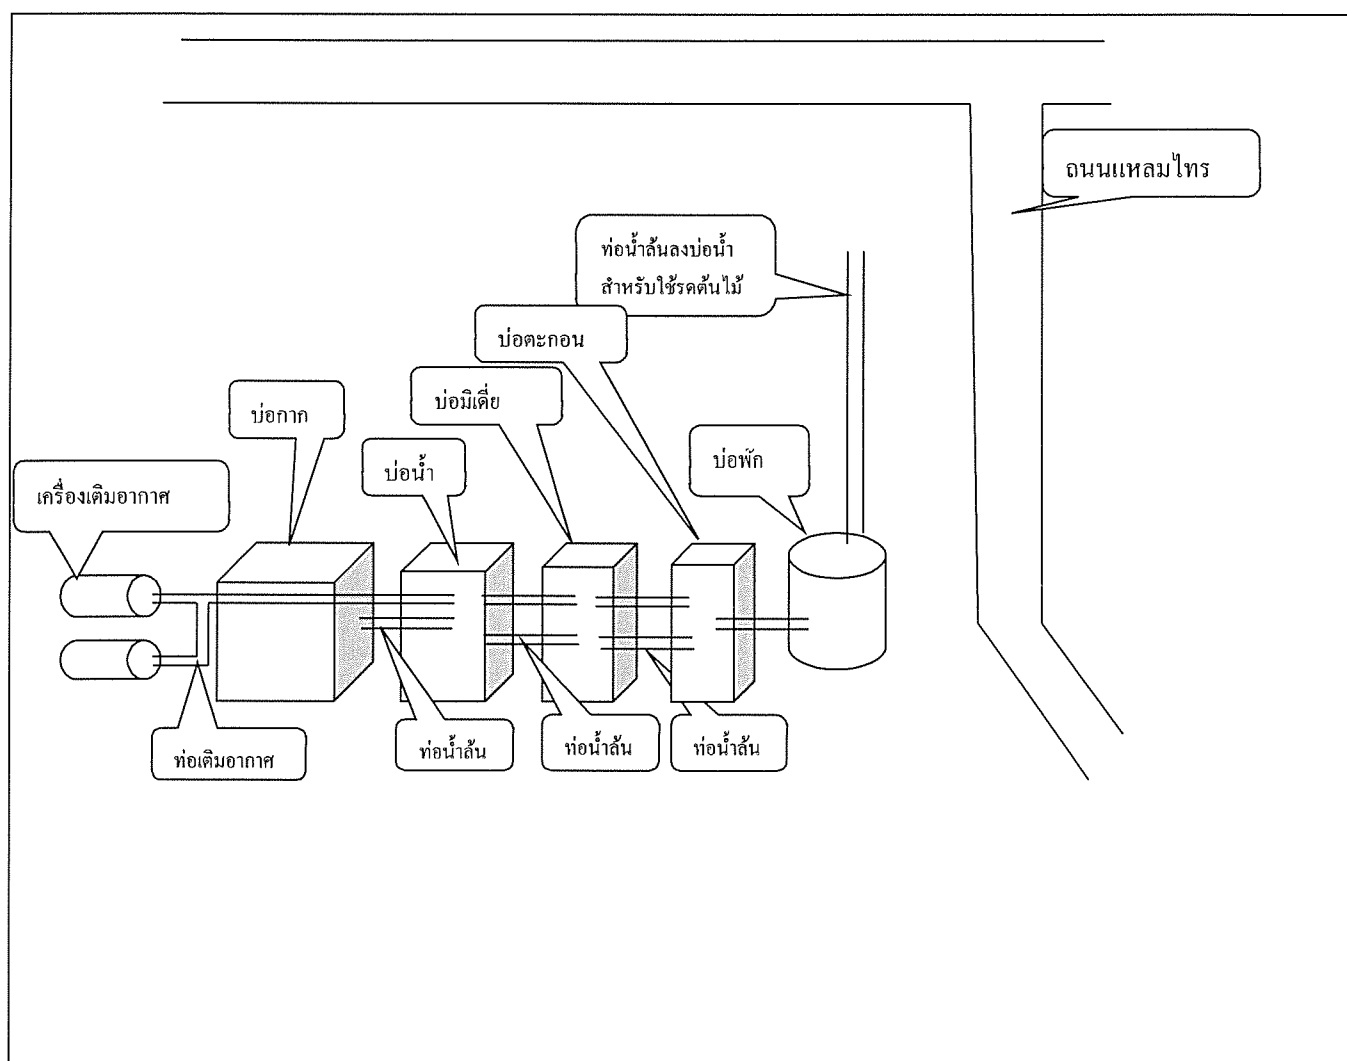 ถนนแหลมไทร
ท่อน้ำล้นลงบ่อน้ำ
สำหรับใช้รดต้นไม้
บ่อตะกอน
บ่อมิเดี่ย
บ่อกาก
บ่อน้ำ
บ่อพัก
เครื่องเติมอากาศ
ท่อน้ำล้น
ท่อน้ำล้น
ท่อน้ำล้น
ท่อเติมอากาศ